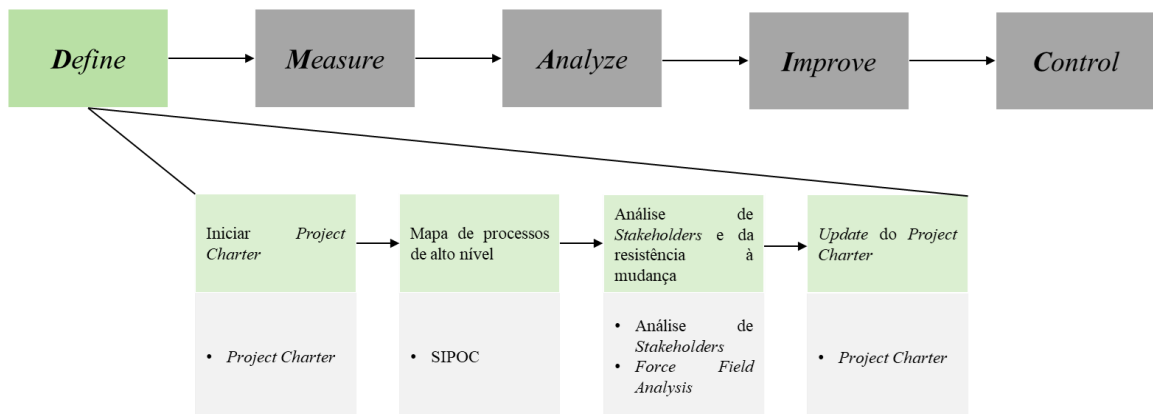 Define
Measure
Analyze
Improve
Control
Iniciar Project
Charter
Mapa de processos
de alto nível
Análise de
Stakeholders e da
resistência à
mudança
Update do Project
Charter
• Project Charter
• SIPOC
• Análise de
Stakeholders
• Force Field
Analysis
• Project Charter